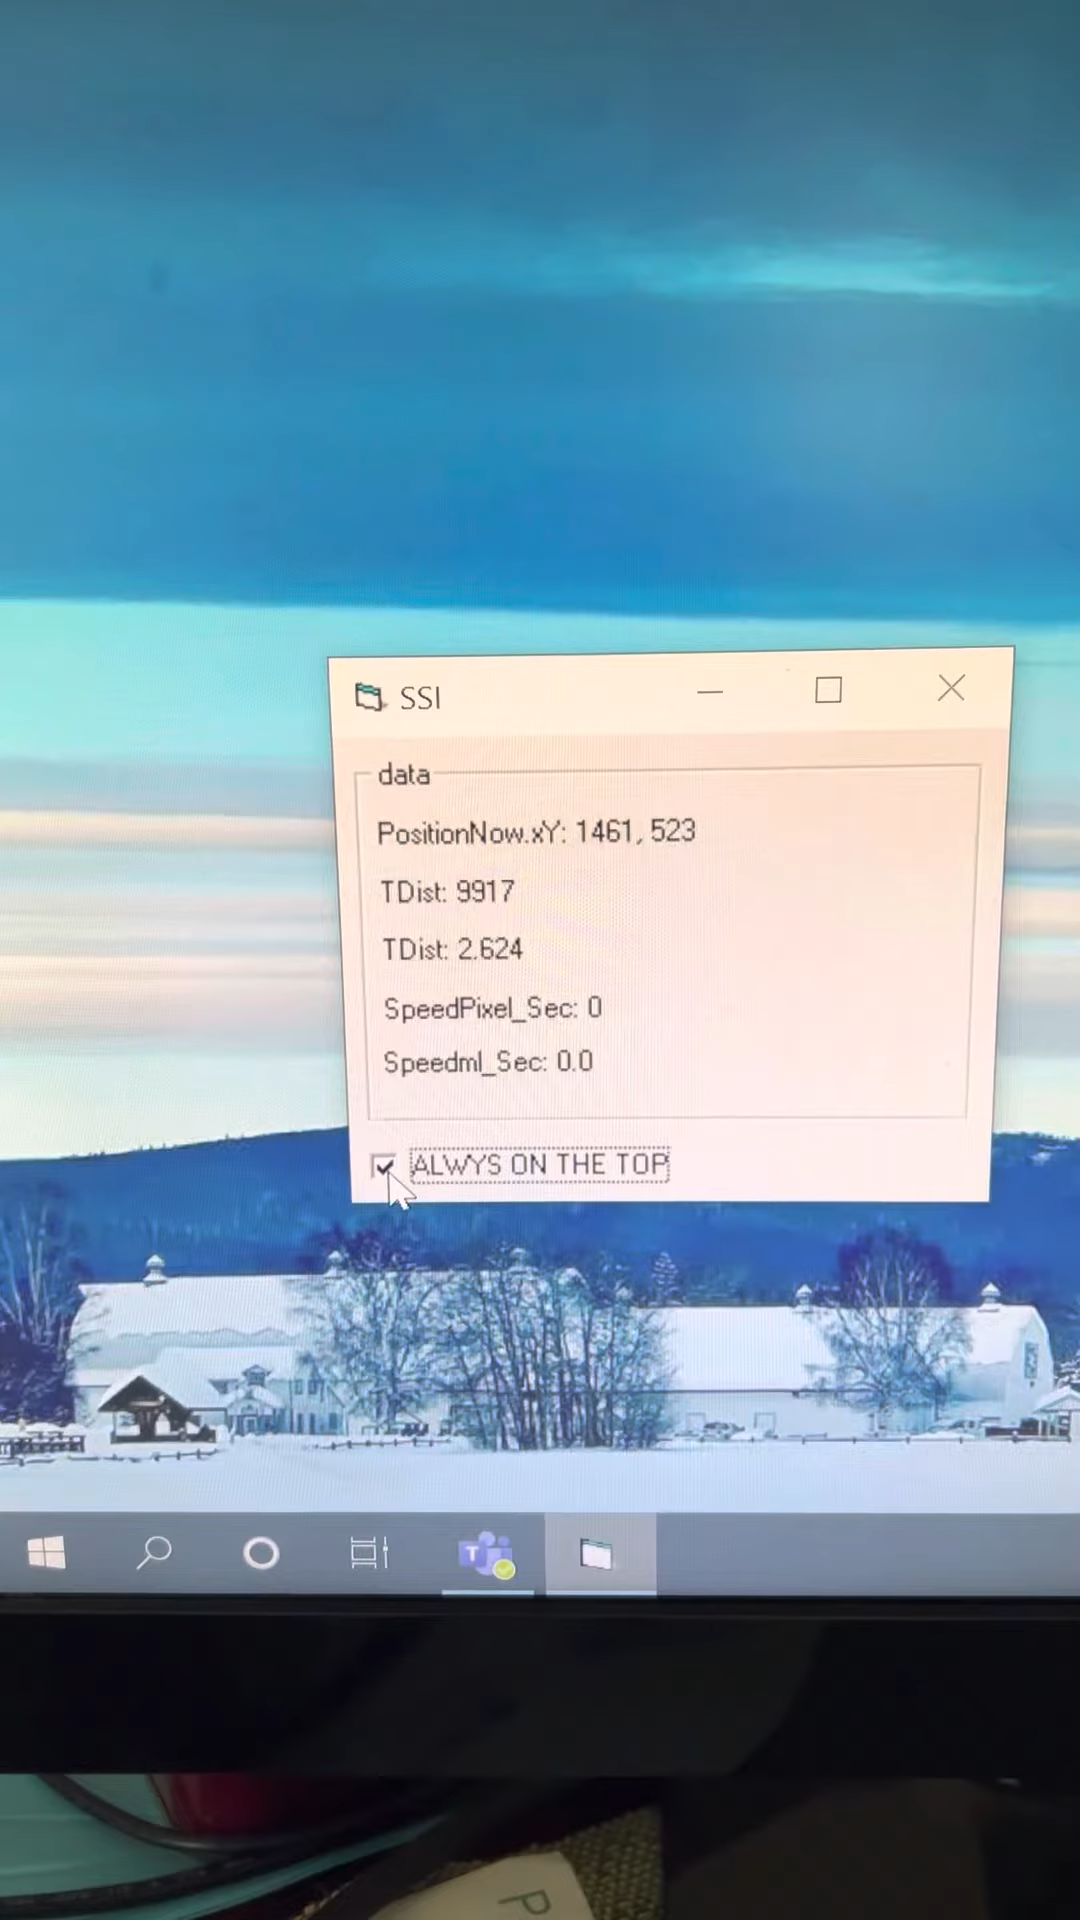 SSI
data
PositionNow.xY: 1461, 523
TDist: 9917
TDist: 2.624
SpeedPixel_Sec: 0
Speedml_Sec: 0.0
ALWYS ON THE TOP
T
P